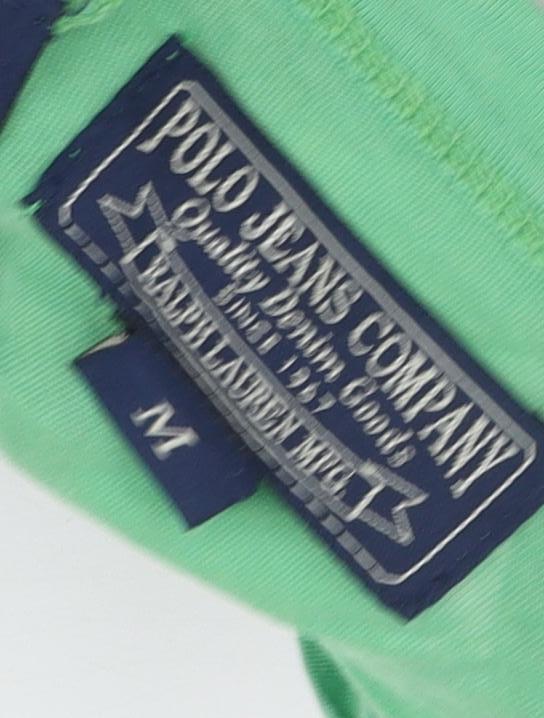 POLO JEANS COMPANY
Quality Denim Goods
Since 1967
RALPH LAUREN MFG.
M